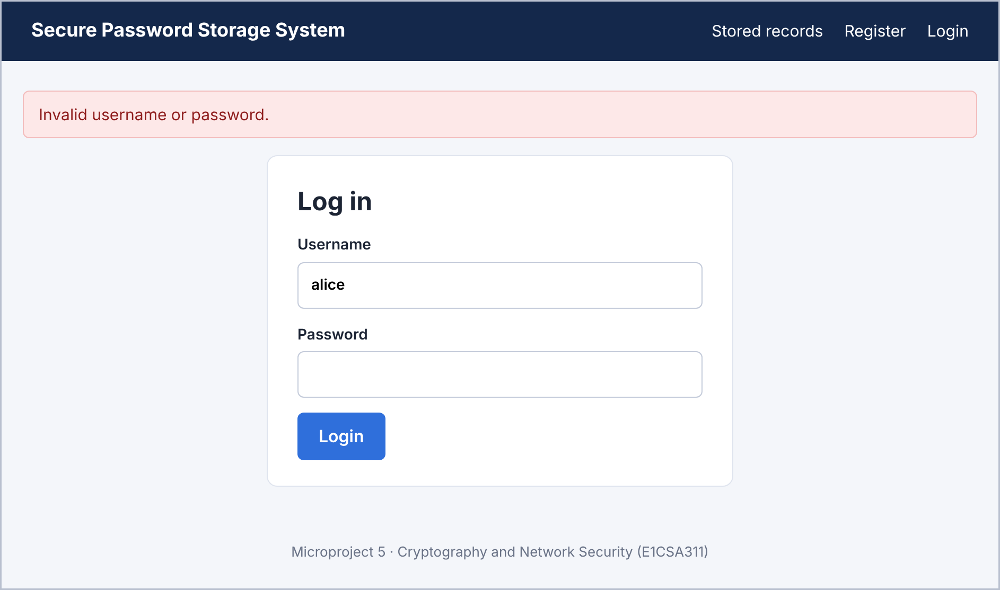 Secure Password Storage System
Stored records Register Login
Invalid username or password.
Log in
Username
alice
Password
Login
Microproject 5 · Cryptography and Network Security (E1CSA311)